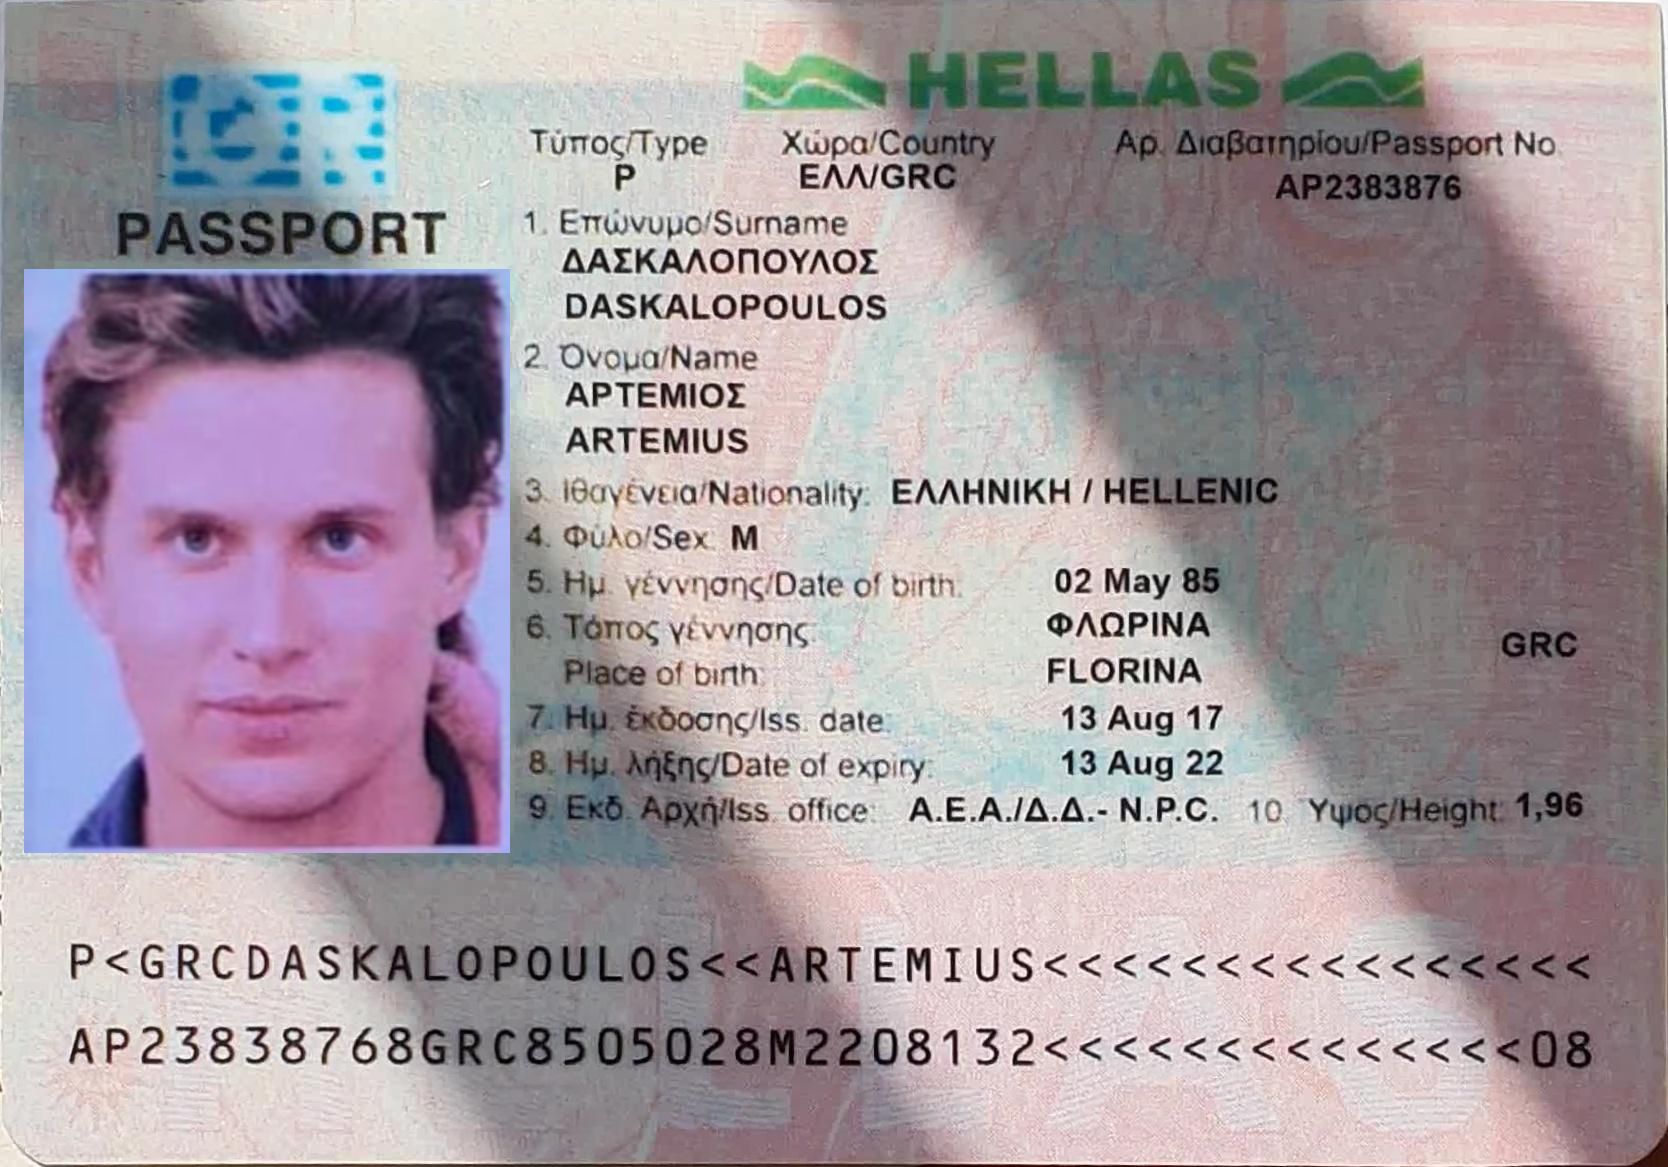 GR
HELLAS
Τύπος/Type Χώρα/Country Αρ. Διαβατηρίου/Passport No
P ΕΛΛ/GRC AP2383876
PASSPORT
1. Επώνυμο/Surname
ΔΑΣΚΑΛΟΠΟΥΛΟΣ
DASKALOPOULOS
2. Όνομα/Name
ΑΡΤΕΜΙΟΣ
ARTEMIUS
3. Ιθαγένεια/Nationality: ΕΛΛΗΝΙΚΗ / HELLENIC
4. Φύλο/Sex M
5. Ημ. γέννησης/Date of birth: 02 May 85
6. Τόπος γέννησης: ΦΛΩΡΙΝΑ GRC
Place of birth: FLORINA
7. Ημ. έκδοσης/Iss. date: 13 Aug 17
8. Ημ. λήξης/Date of expiry: 13 Aug 22
9. Εκδ. Αρχή/Iss. office: Α.Ε.Α./Δ.Δ.- N.P.C. 10. Υψος/Height: 1,96
P<GRCDASKALOPOULOS<<ARTEMIUS<<<<<<<<<<<<<<<<
AP23838768GRC8505028M2208132<<<<<<<<<<<<<<08